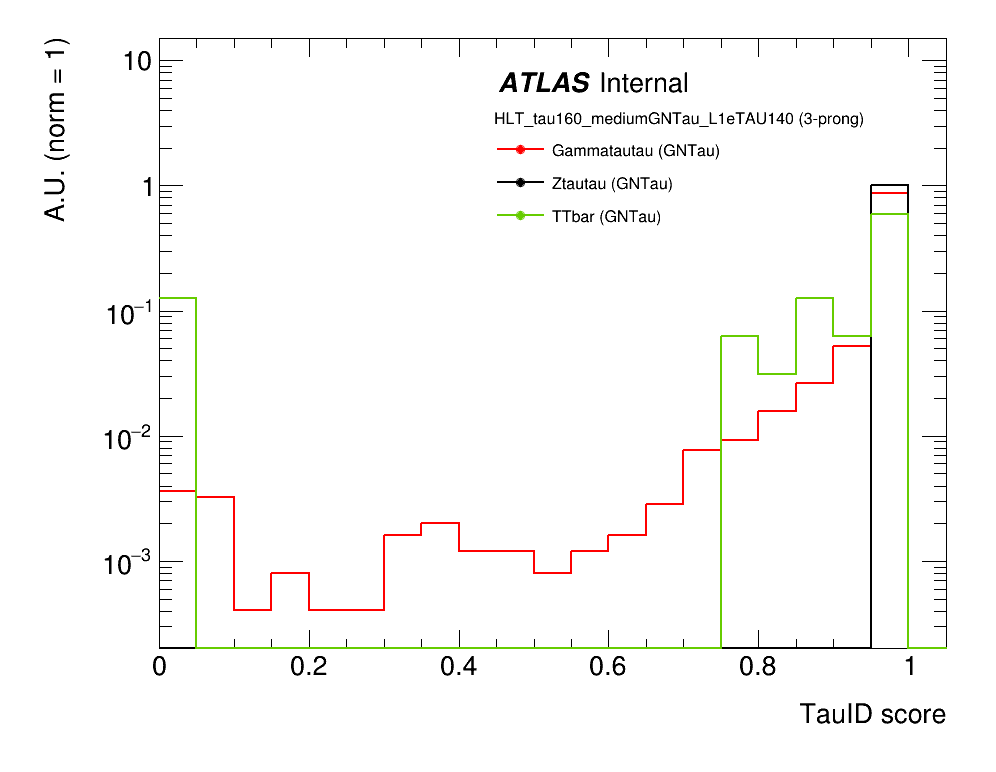 A.U. (norm = 1)
10
1
10⁻¹
10⁻²
10⁻³
ATLAS Internal
HLT_tau160_mediumGNTau_L1eTAU140 (3-prong)
Gammatautau (GNTau)
Ztautau (GNTau)
TTbar (GNTau)
0 0.2 0.4 0.6 0.8 1
TauID score